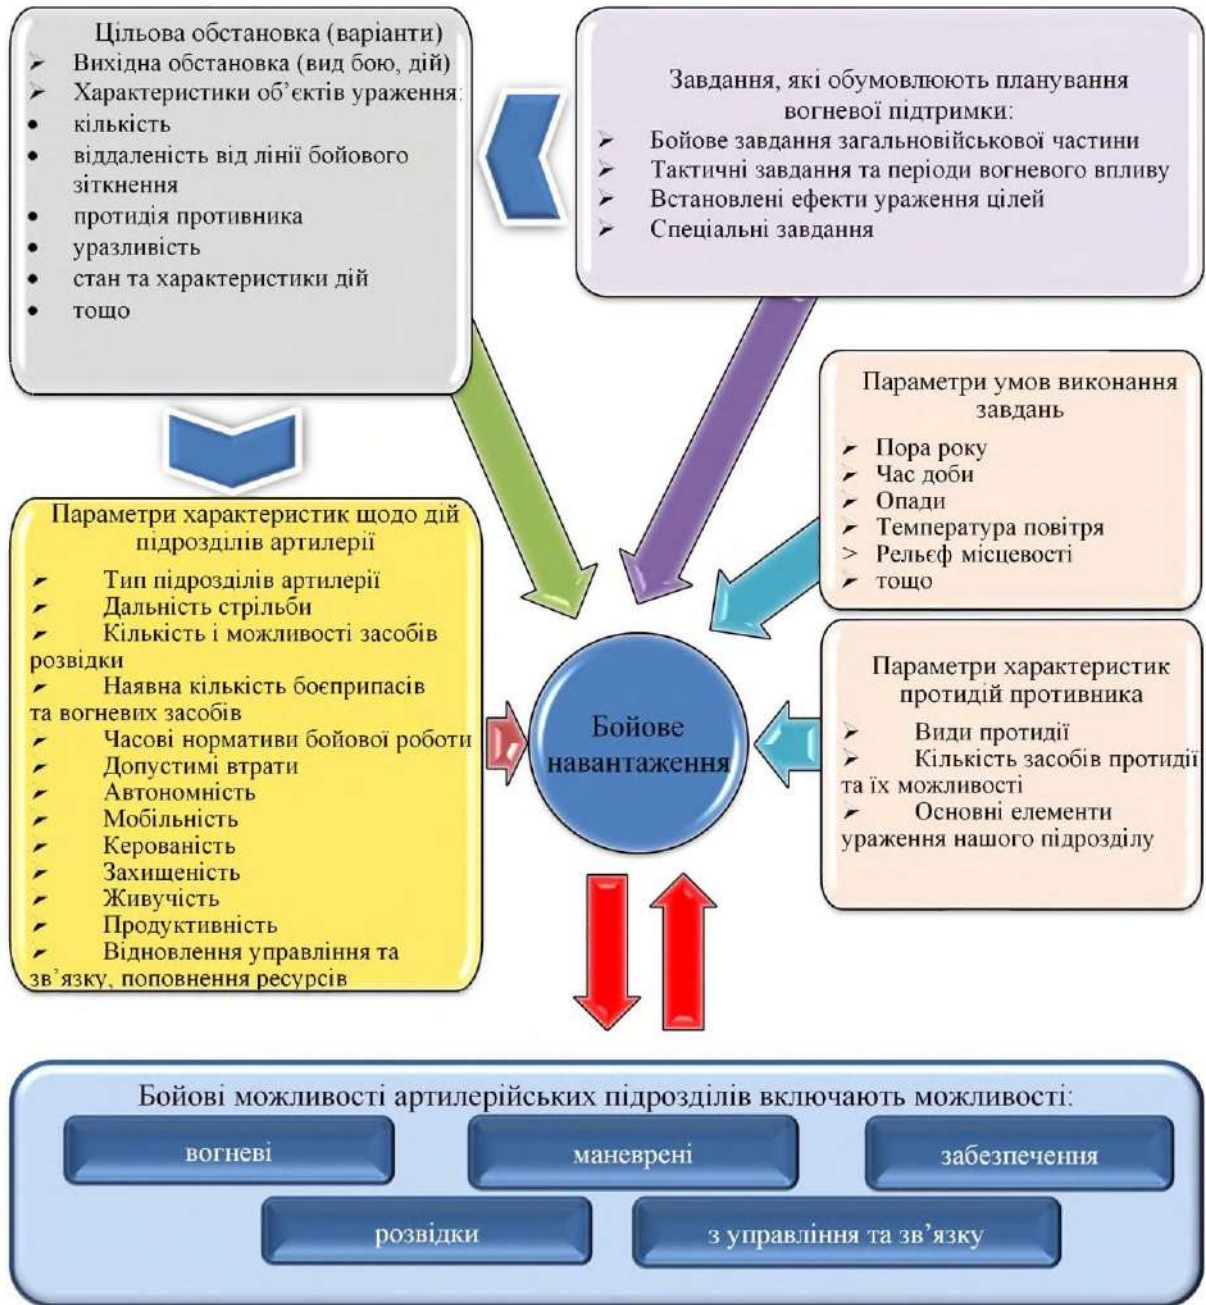 Цільова обстановка (варіанти)
➢ Вихідна обстановка (вид бою, дій)
➢ Характеристики об’єктів ураження:
• кількість
• віддаленість від лінії бойового
зіткнення
• протидія противника
• уразливість
• стан та характеристики дій
• тощо
Завдання, які обумовлюють планування
вогневої підтримки:
➢ Бойове завдання загальновійськової частини
➢ Тактичні завдання та періоди вогневого впливу
➢ Встановлені ефекти ураження цілей
➢ Спеціальні завдання
Параметри умов виконання
завдань
➢ Пора року
➢ Час доби
➢ Опади
➢ Температура повітря
> Рельєф місцевості
➢ тощо
Параметри характеристик щодо дій
підрозділів артилерії
➢ Тип підрозділів артилерії
➢ Дальність стрільби
➢ Кількість і можливості засобів
розвідки
➢ Наявна кількість боєприпасів
та вогневих засобів
➢ Часові нормативи бойової роботи
➢ Допустимі втрати
➢ Автономність
➢ Мобільність
➢ Керованість
➢ Захищеність
➢ Живучість
➢ Продуктивність
➢ Відновлення управління та
зв’язку, поповнення ресурсів
Бойове
навантаження
Параметри характеристик
протидій противника
➢ Види протидії
➢ Кількість засобів протидії
та їх можливості
➢ Основні елементи
ураження нашого підрозділу
Бойові можливості артилерійських підрозділів включають можливості:
вогневі
маневрені
забезпечення
розвідки
з управління та зв’язку